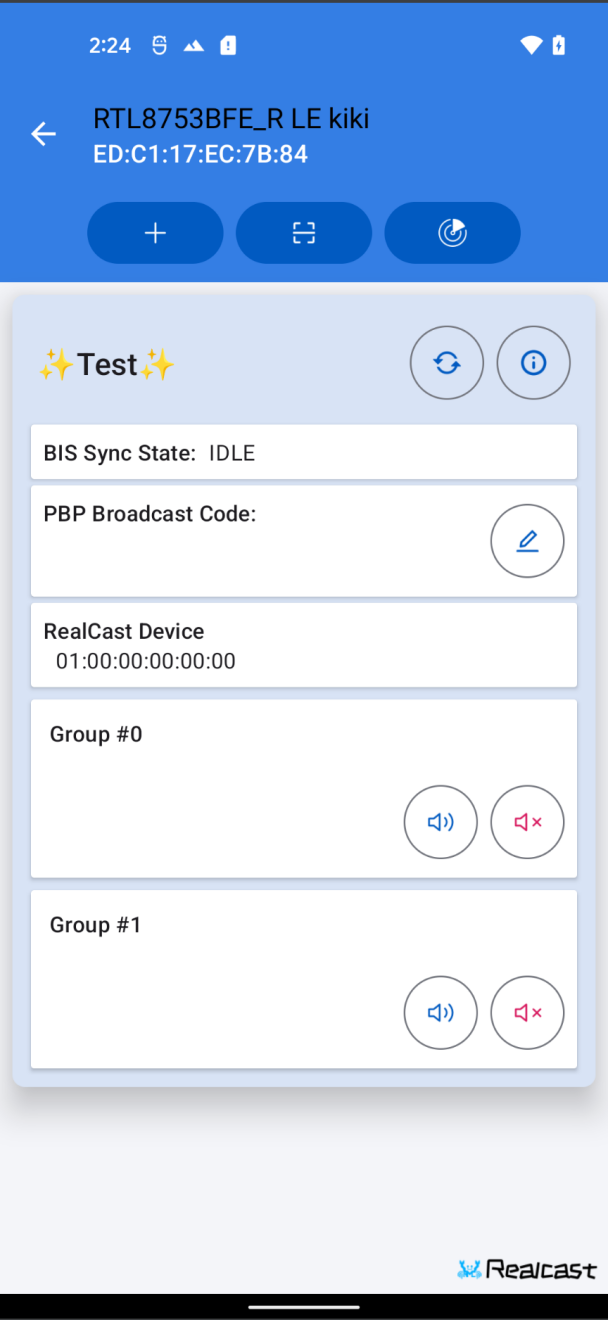 2:24
RTL8753BFE_R LE kiki
ED:C1:17:EC:7B:84
✨Test✨
BIS Sync State: IDLE
PBP Broadcast Code:
RealCast Device
01:00:00:00:00:00
Group #0
Group #1
Realcast